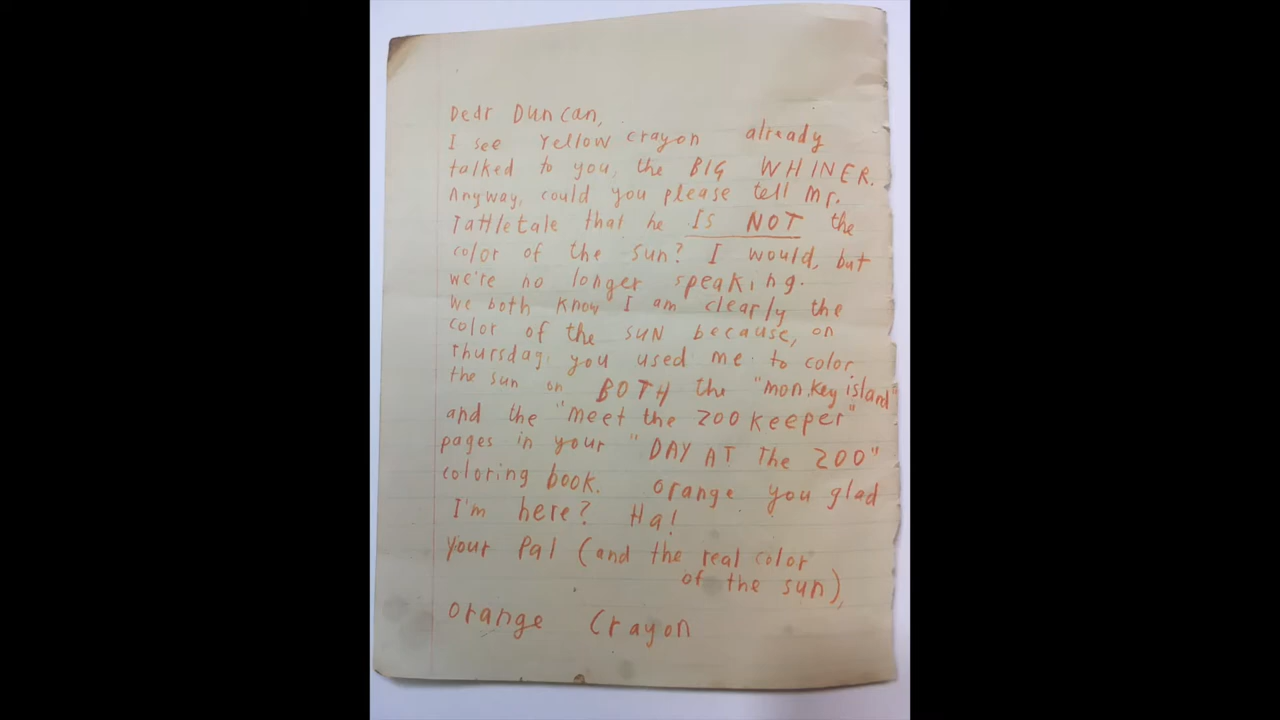 Dear Duncan,
I see Yellow crayon already
talked to you, the BIG WHINER.
Anyway, could you please tell Mr.
Tattletale that he IS NOT the
color of the sun? I would, but
we're no longer speaking.
We both know I am clearly the
color of the SUN because, on
Thursday, you used me to color
the sun on BOTH the "mon.key island"
and the "meet the ZOO keeper"
pages in your "DAY AT The ZOO"
coloring book. Orange you glad
I'm here? Ha!
Your Pal (and the real color
of the sun),
Orange Crayon